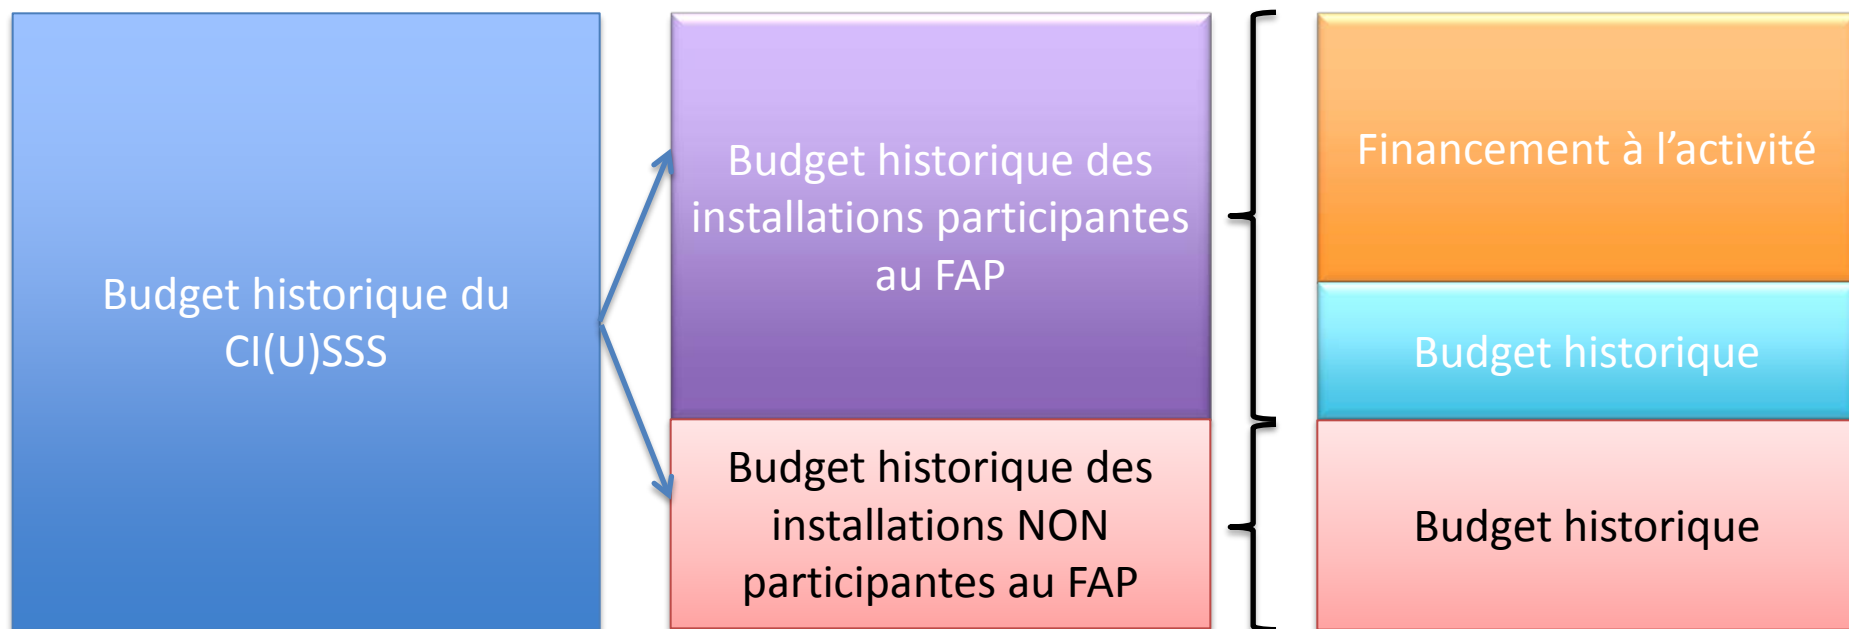 Budget historique du
CI(U)SSS
Budget historique des
installations participantes
au FAP
Budget historique des
installations NON
participantes au FAP
Financement à l’activité
Budget historique
Budget historique